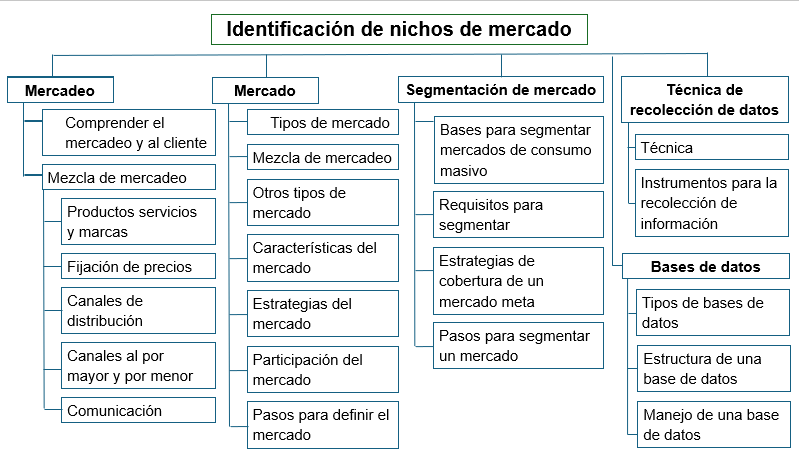 Identificación de nichos de mercado
Mercadeo
Comprender el
mercadeo y al cliente
Mezcla de mercadeo
Productos servicios
y marcas
Fijación de precios
Canales de
distribución
Canales al por
mayor y por menor
Comunicación
Mercado
Tipos de mercado
Mezcla de mercadeo
Otros tipos de
mercado
Características del
mercado
Estrategias del
mercado
Participación del
mercado
Pasos para definir el
mercado
Segmentación de mercado
Bases para segmentar
mercados de consumo
masivo
Requisitos para
segmentar
Estrategias de
cobertura de un
mercado meta
Pasos para segmentar
un mercado
Técnica de
recolección de datos
Técnica
Instrumentos para la
recolección de
información
Bases de datos
Tipos de bases de
datos
Estructura de una
base de datos
Manejo de una base
de datos